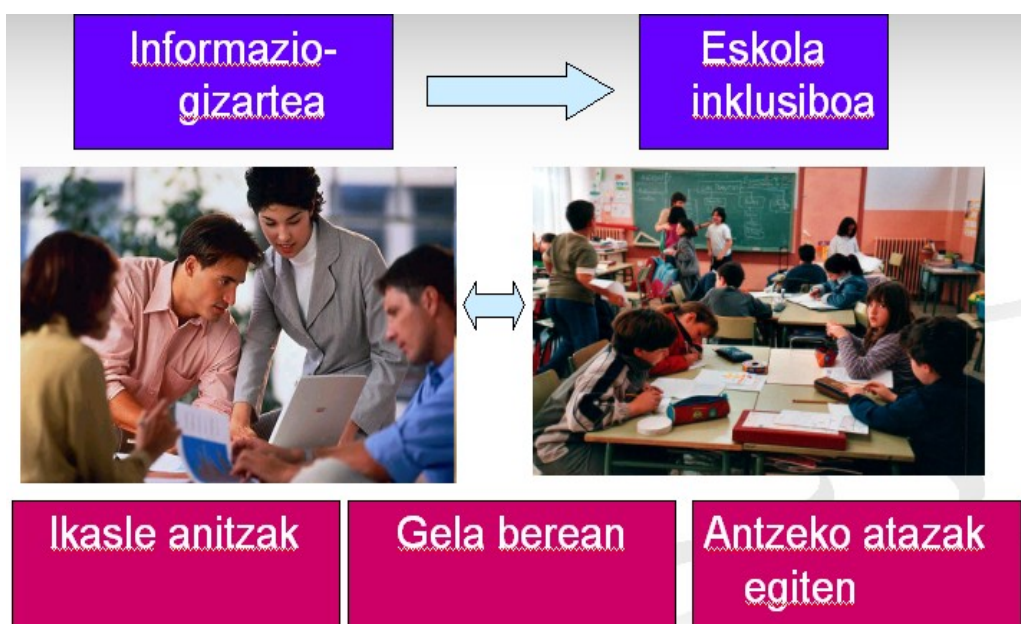 Informazio-
gizartea
Eskola
inklusiboa
Ikasle anitzak
Gela berean
Antzeko atazak
egiten